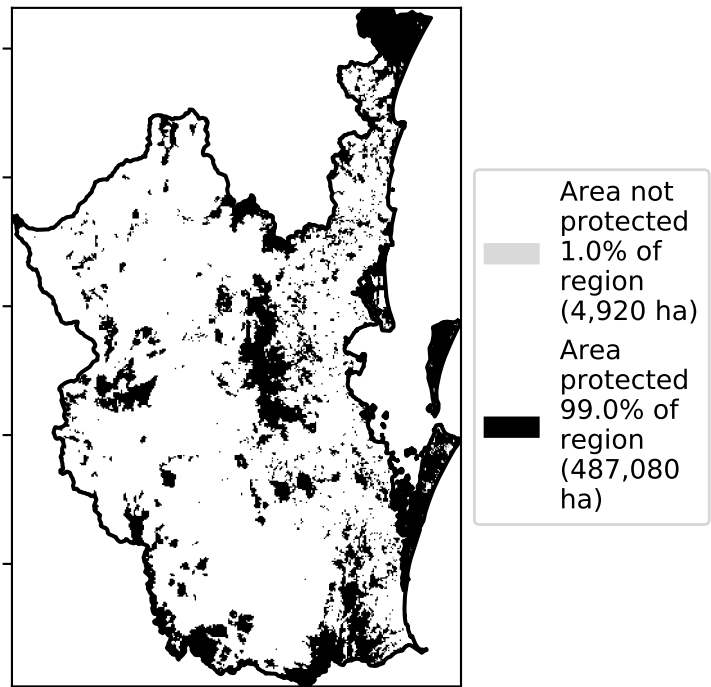 Area not
protected
1.0% of
region
(4,920 ha)
Area
protected
99.0% of
region
(487,080
ha)